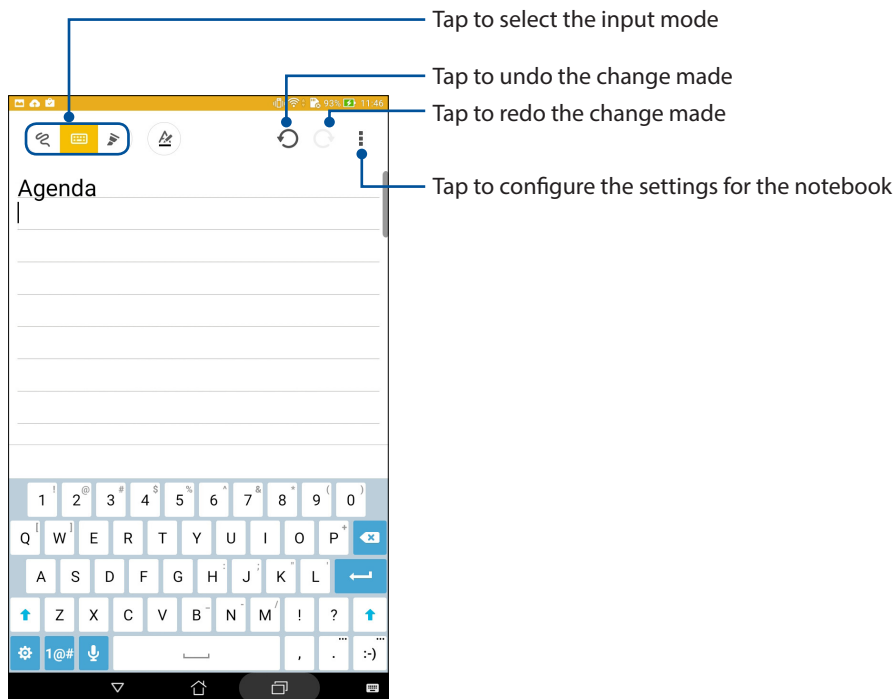 Tap to select the input mode
Tap to undo the change made
Tap to redo the change made
93% 11:46
Tap to configure the settings for the notebook
Agenda
1 ! 2 @ 3 # 4 $ 5 % 6 ^ 7 & 8 * 9 ( 0 )
Q [ W ] E R T Y U I O P +
A S D F G H : J ; K " L '
Z X C V B _ N - M / ! ?
1@# , . ... :-) ...